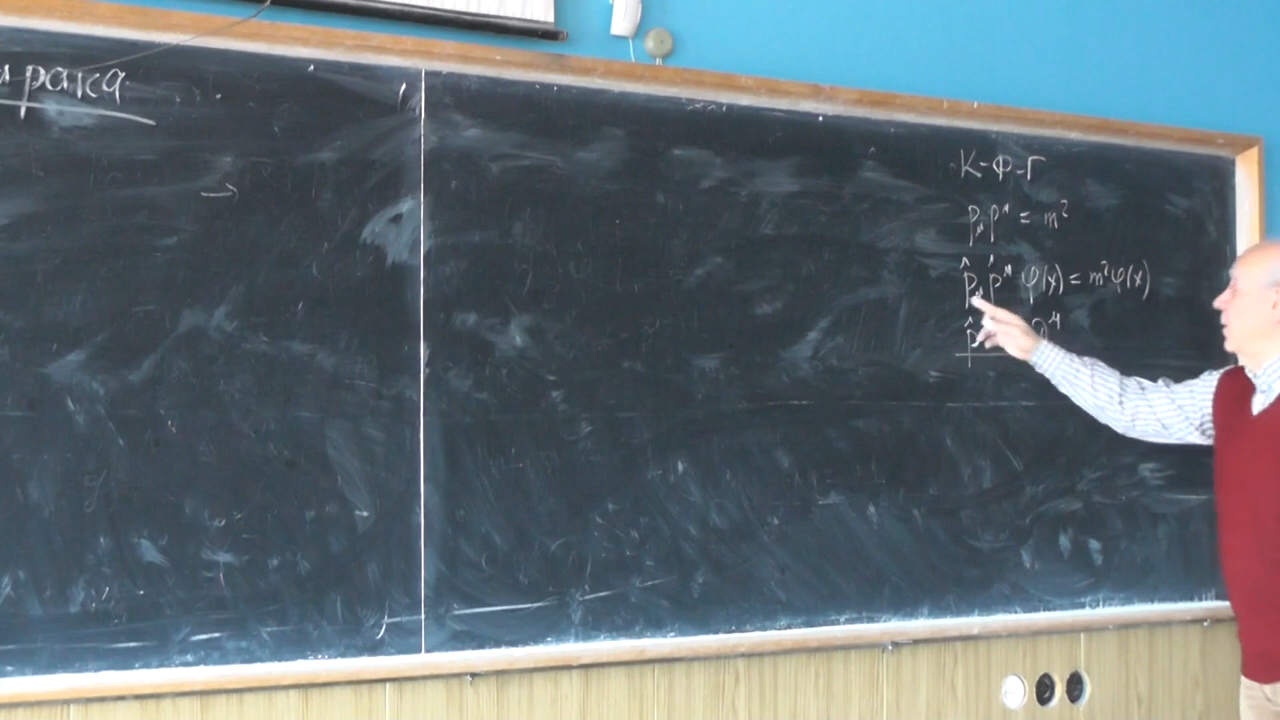 рака
К-Ф-Г
p_μ p^μ = m²
p̂_μ p̂^μ φ(x) = m² φ(x)
p̂ ∂^μ